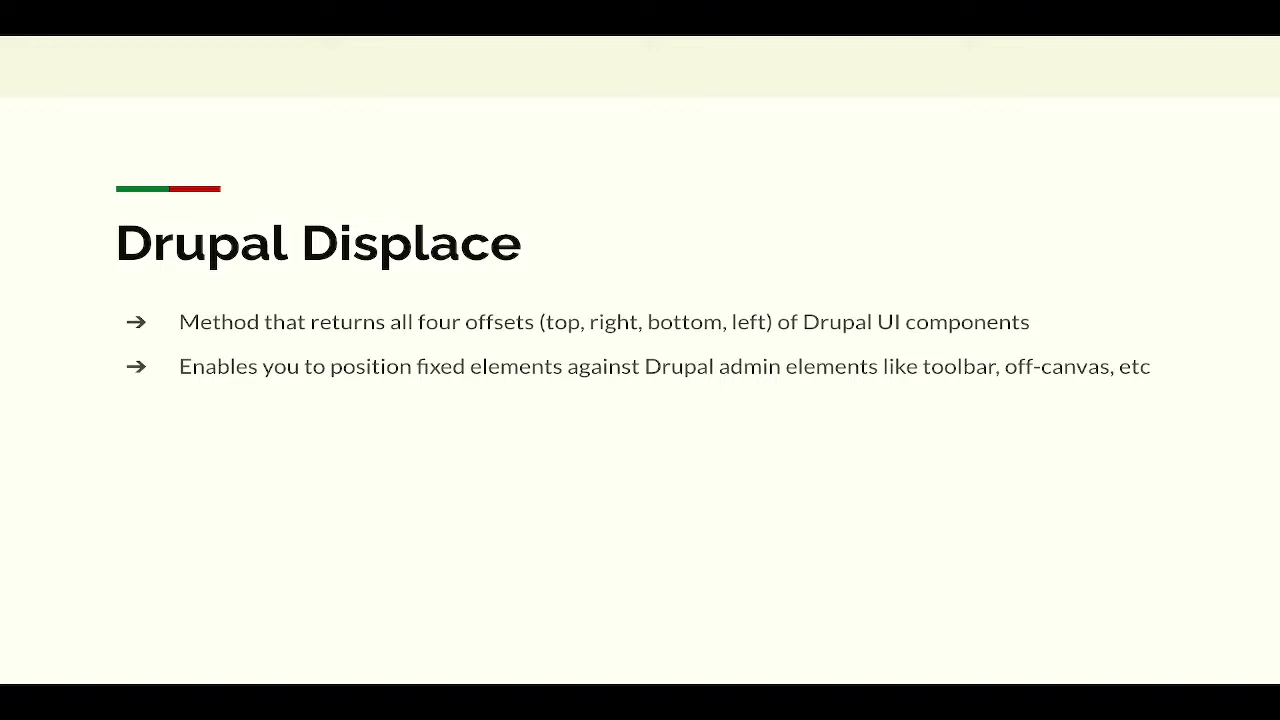 Drupal Displace
➔ Method that returns all four offsets (top, right, bottom, left) of Drupal UI components
➔ Enables you to position fixed elements against Drupal admin elements like toolbar, off-canvas, etc